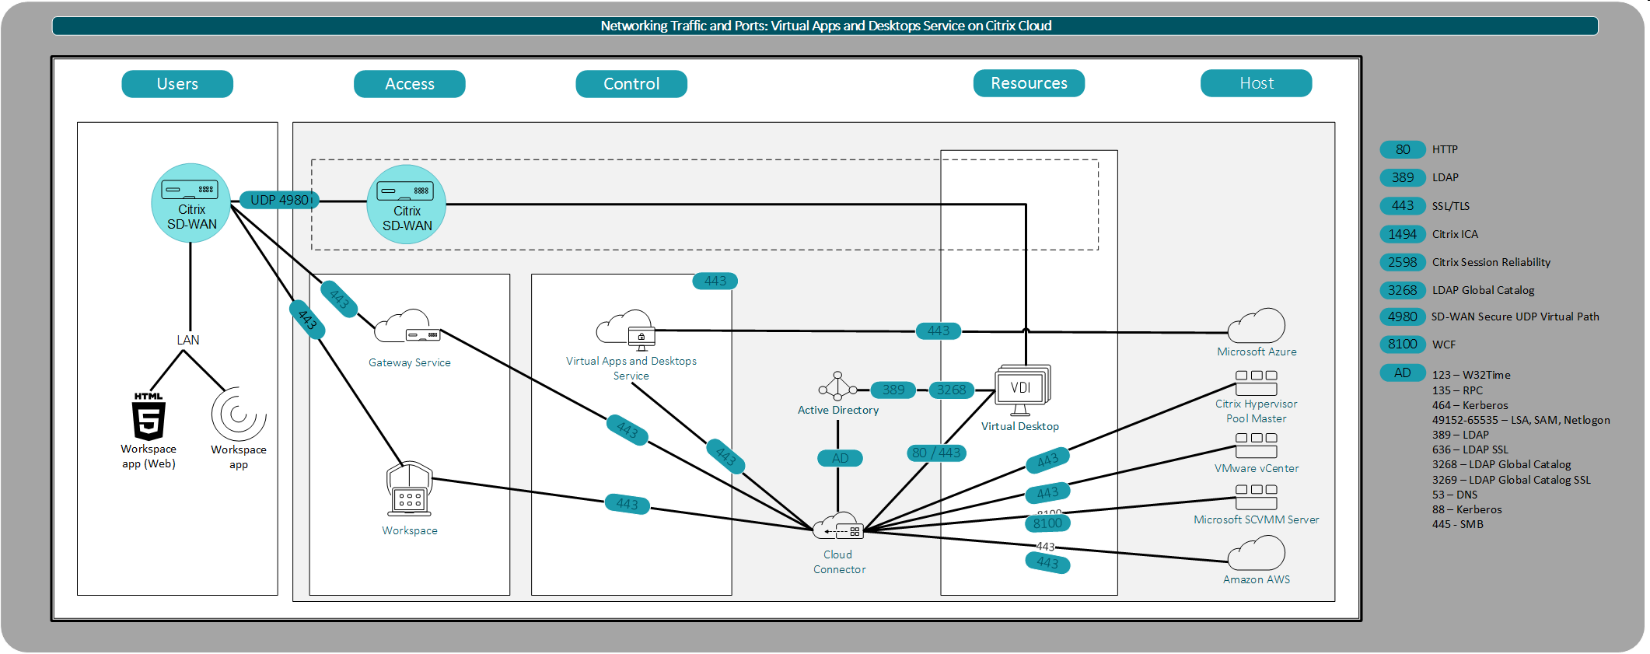 Networking Traffic and Ports: Virtual Apps and Desktops Service on Citrix Cloud
Users
Access
Control
Resources
Host
Citrix
SD-WAN
UDP 4980
Citrix
SD-WAN
443
443
443
LAN
HTML
5
Workspace
app (Web)
Workspace
app
Gateway Service
Workspace
443
443
443
Virtual Apps and Desktops
Service
443
443
Active Directory
389
3268
AD
VDI
Virtual Desktop
80 / 443
Cloud
Connector
443
443
8100
8100
443
443
Microsoft Azure
Citrix Hypervisor
Pool Master
VMware vCenter
Microsoft SCVMM Server
Amazon AWS
80 HTTP
389 LDAP
443 SSL/TLS
1494 Citrix ICA
2598 Citrix Session Reliability
3268 LDAP Global Catalog
4980 SD-WAN Secure UDP Virtual Path
8100 WCF
AD 123 – W32Time
135 – RPC
464 – Kerberos
49152-65535 – LSA, SAM, Netlogon
389 – LDAP
636 – LDAP SSL
3268 – LDAP Global Catalog
3269 – LDAP Global Catalog SSL
53 – DNS
88 – Kerberos
445 - SMB